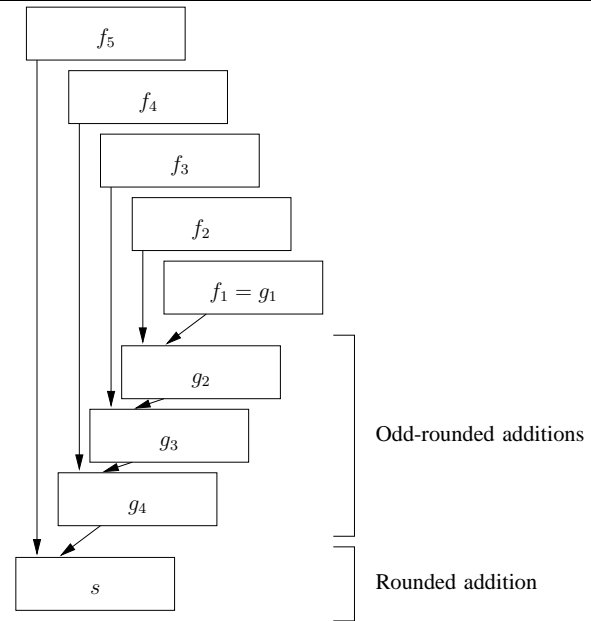 f₅
f₄
f₃
f₂
f₁ = g₁
g₂
g₃
Odd-rounded additions
g₄
s
Rounded addition